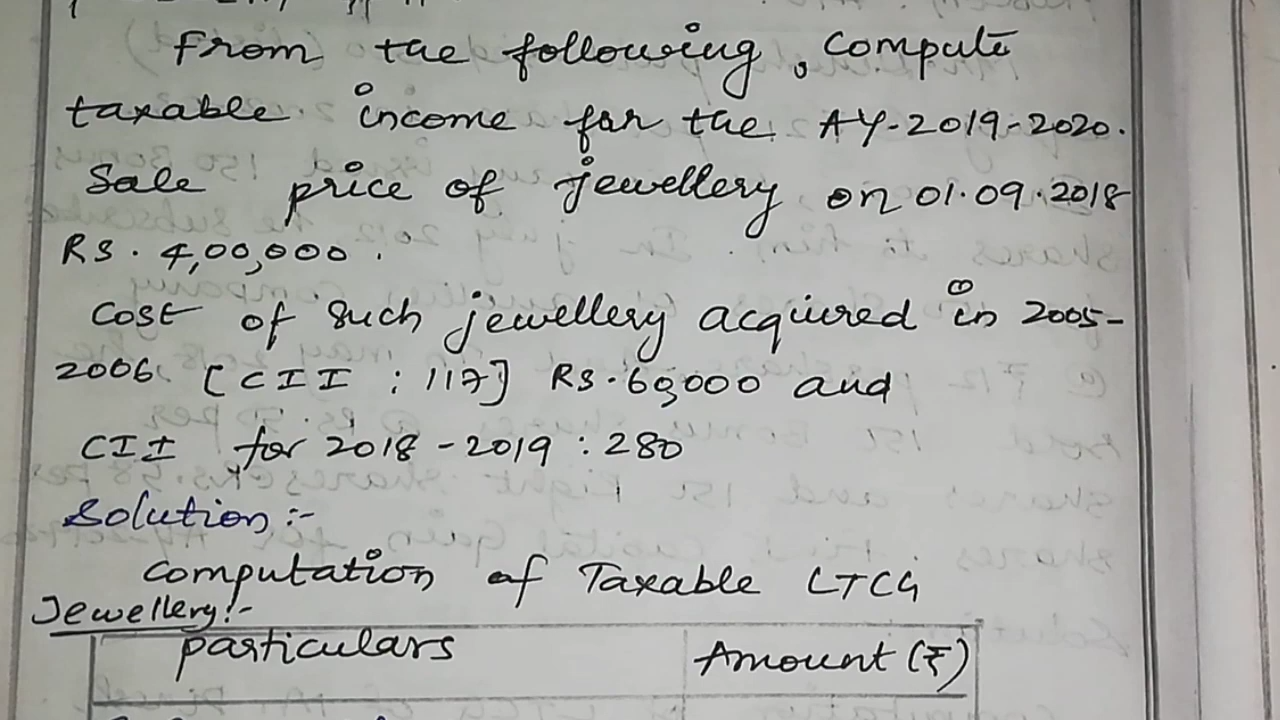 From the following, compute
taxable income for the AY-2019-2020.
Sale price of jewellery on 01.09.2018
RS. 4,00,000.
Cost of such jewellery acquired in 2005-
2006 [CII : 117] RS.60,000 and
CII for 2018-2019 : 280
Solution :-
Computation of Taxable LTCG
Jewellery:-
particulars Amount (₹)